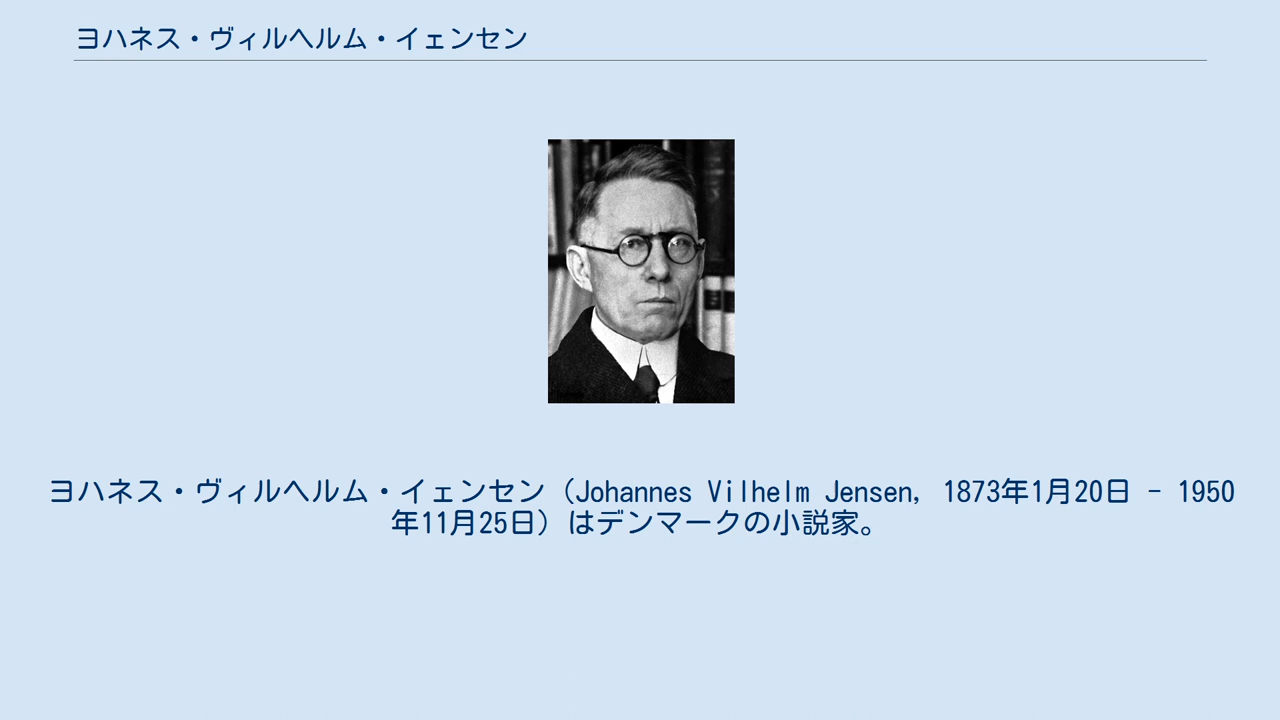 ヨハネス・ヴィルヘルム・イェンセン
ヨハネス・ヴィルヘルム・イェンセン（Johannes Vilhelm Jensen, 1873年1月20日 - 1950
年11月25日）はデンマークの小説家。